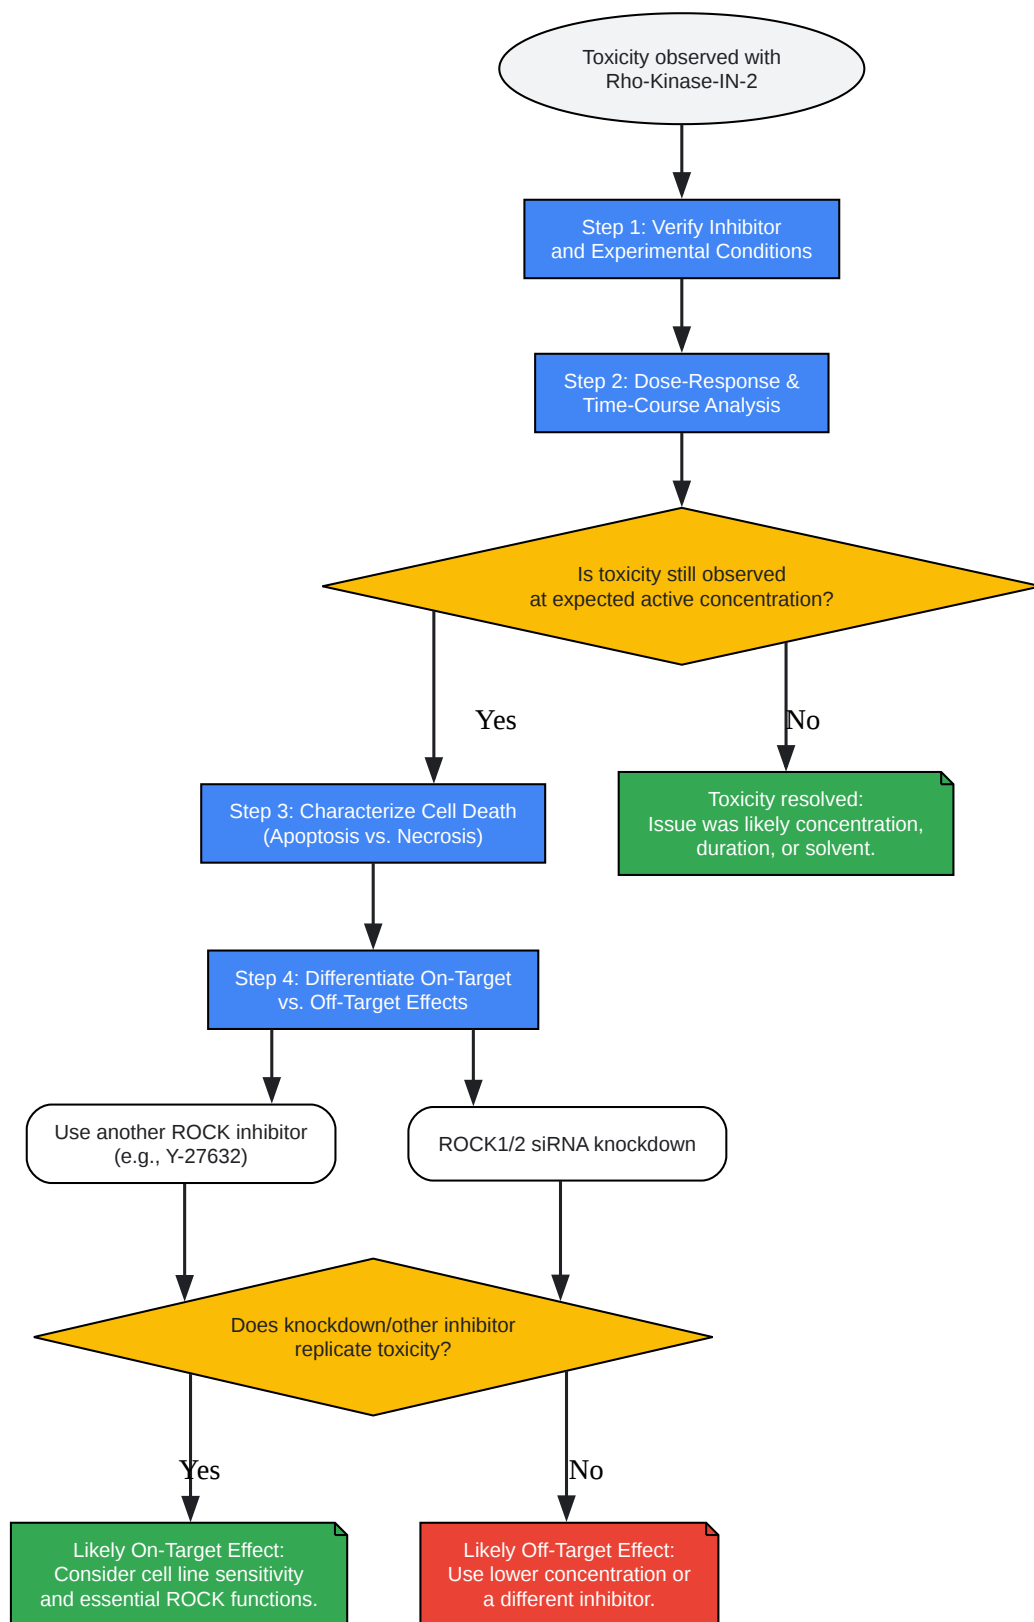 Toxicity observed with
Rho-Kinase-IN-2
Step 1: Verify Inhibitor
and Experimental Conditions
Step 2: Dose-Response &
Time-Course Analysis
Is toxicity still observed
at expected active concentration?
Yes
No
Step 3: Characterize Cell Death
(Apoptosis vs. Necrosis)
Toxicity resolved:
Issue was likely concentration,
duration, or solvent.
Step 4: Differentiate On-Target
vs. Off-Target Effects
Use another ROCK inhibitor
(e.g., Y-27632)
ROCK1/2 siRNA knockdown
Does knockdown/other inhibitor
replicate toxicity?
Yes
No
Likely On-Target Effect:
Consider cell line sensitivity
and essential ROCK functions.
Likely Off-Target Effect:
Use lower concentration or
a different inhibitor.